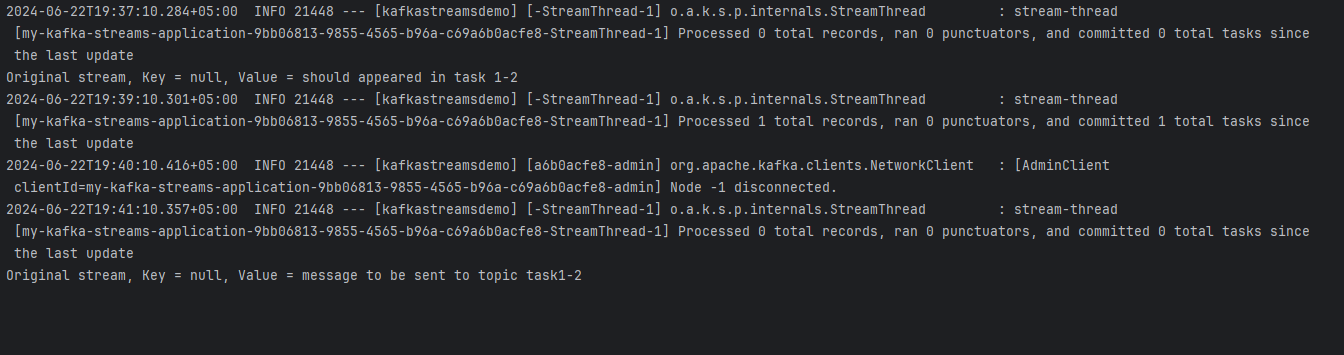 2024-06-22T19:37:10.284+05:00  INFO 21448 --- [kafkastreamsdemo] [-StreamThread-1] o.a.k.s.p.internals.StreamThread         : stream-thread
[my-kafka-streams-application-9bb06813-9855-4565-b96a-c69a6b0acfe8-StreamThread-1] Processed 0 total records, ran 0 punctuators, and committed 0 total tasks since
the last update
Original stream, Key = null, Value = should appeared in task 1-2
2024-06-22T19:39:10.301+05:00  INFO 21448 --- [kafkastreamsdemo] [-StreamThread-1] o.a.k.s.p.internals.StreamThread         : stream-thread
[my-kafka-streams-application-9bb06813-9855-4565-b96a-c69a6b0acfe8-StreamThread-1] Processed 1 total records, ran 0 punctuators, and committed 1 total tasks since
the last update
2024-06-22T19:40:10.416+05:00  INFO 21448 --- [kafkastreamsdemo] [a6b0acfe8-admin] org.apache.kafka.clients.NetworkClient   : [AdminClient
clientId=my-kafka-streams-application-9bb06813-9855-4565-b96a-c69a6b0acfe8-admin] Node -1 disconnected.
2024-06-22T19:41:10.357+05:00  INFO 21448 --- [kafkastreamsdemo] [-StreamThread-1] o.a.k.s.p.internals.StreamThread         : stream-thread
[my-kafka-streams-application-9bb06813-9855-4565-b96a-c69a6b0acfe8-StreamThread-1] Processed 0 total records, ran 0 punctuators, and committed 0 total tasks since
the last update
Original stream, Key = null, Value = message to be sent to topic task1-2